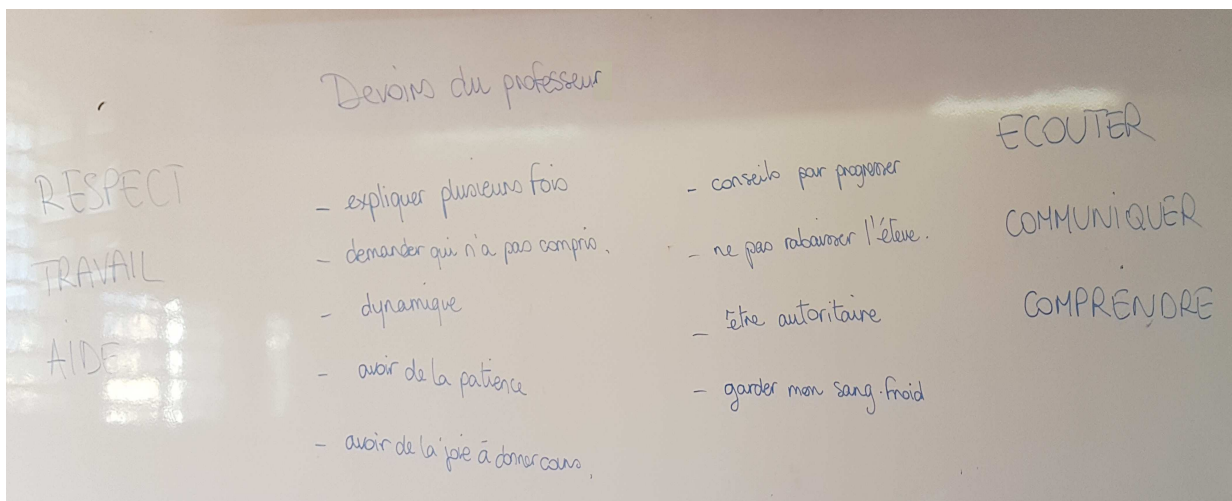 Devoirs du professeur
RESPECT
TRAVAIL
AIDE
- expliquer plusieurs fois
- demander qui n'a pas compris.
- dynamique
- avoir de la patience
- avoir de la joie à donner cours.
- conseils pour progresser
- ne pas rabaisser l'élève.
- être autoritaire
- garder mon sang-froid
ECOUTER
COMMUNIQUER
COMPRENDRE